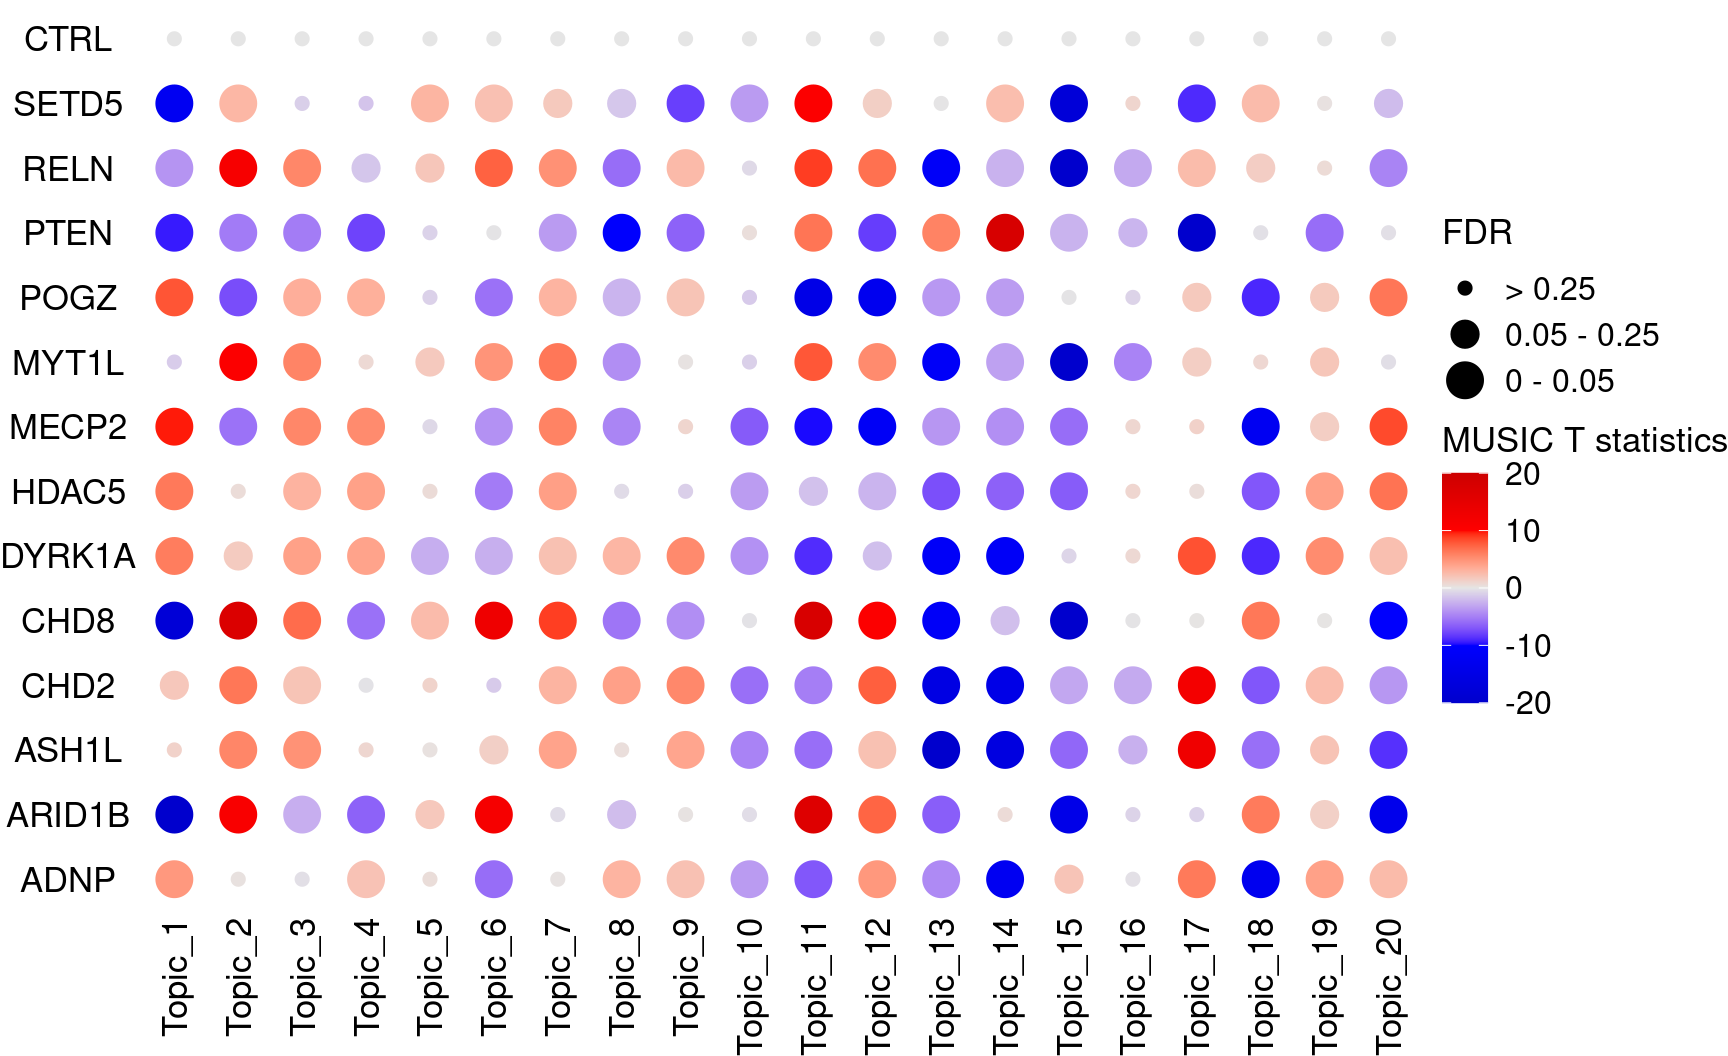 CTRL
SETD5
RELN
PTEN
POGZ
MYT1L
MECP2
HDAC5
DYRK1A
CHD8
CHD2
ASH1L
ARID1B
ADNP
Topic_1
Topic_2
Topic_3
Topic_4
Topic_5
Topic_6
Topic_7
Topic_8
Topic_9
Topic_10
Topic_11
Topic_12
Topic_13
Topic_14
Topic_15
Topic_16
Topic_17
Topic_18
Topic_19
Topic_20
FDR
> 0.25
0.05 - 0.25
0 - 0.05
MUSIC T statistics
20
10
0
-10
-20